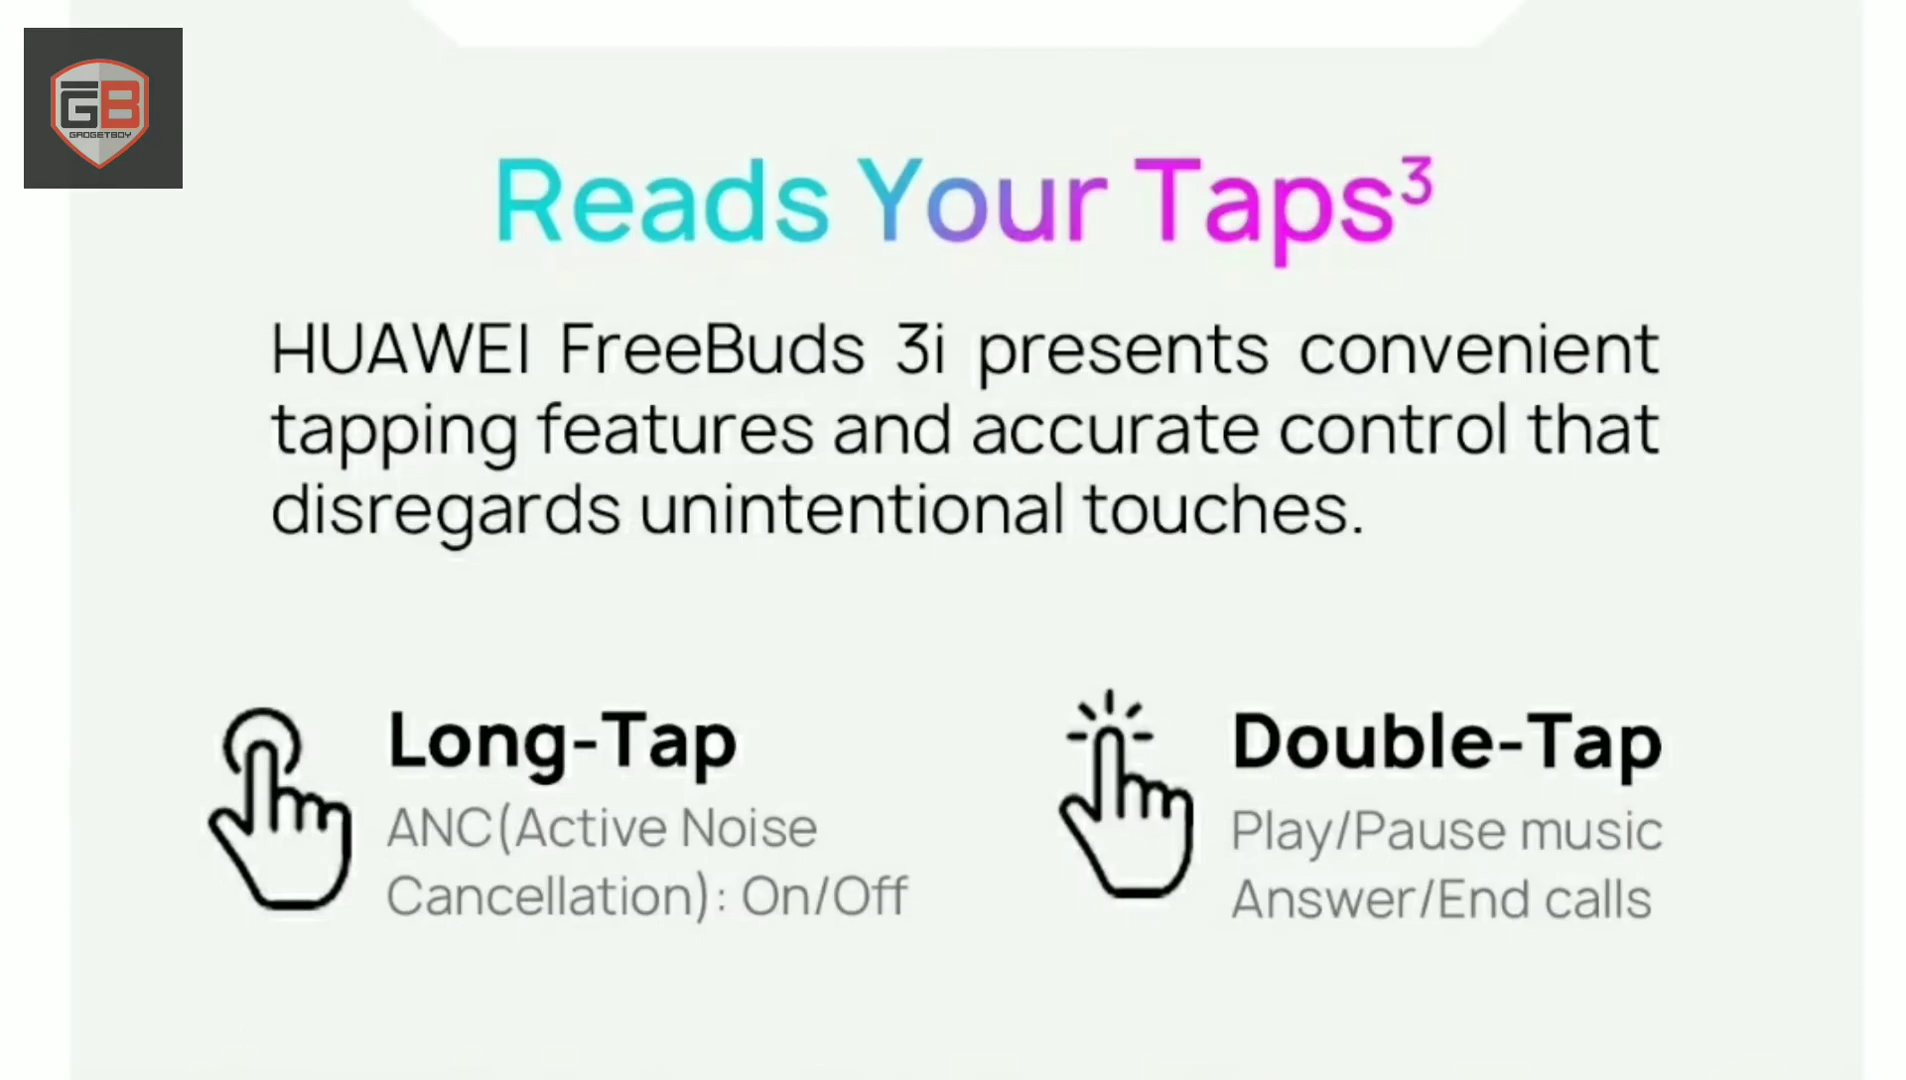 GB
GADGETBOY
Reads Your Taps³
HUAWEI FreeBuds 3i presents convenient
tapping features and accurate control that
disregards unintentional touches.
Long-Tap
ANC(Active Noise
Cancellation): On/Off
Double-Tap
Play/Pause music
Answer/End calls